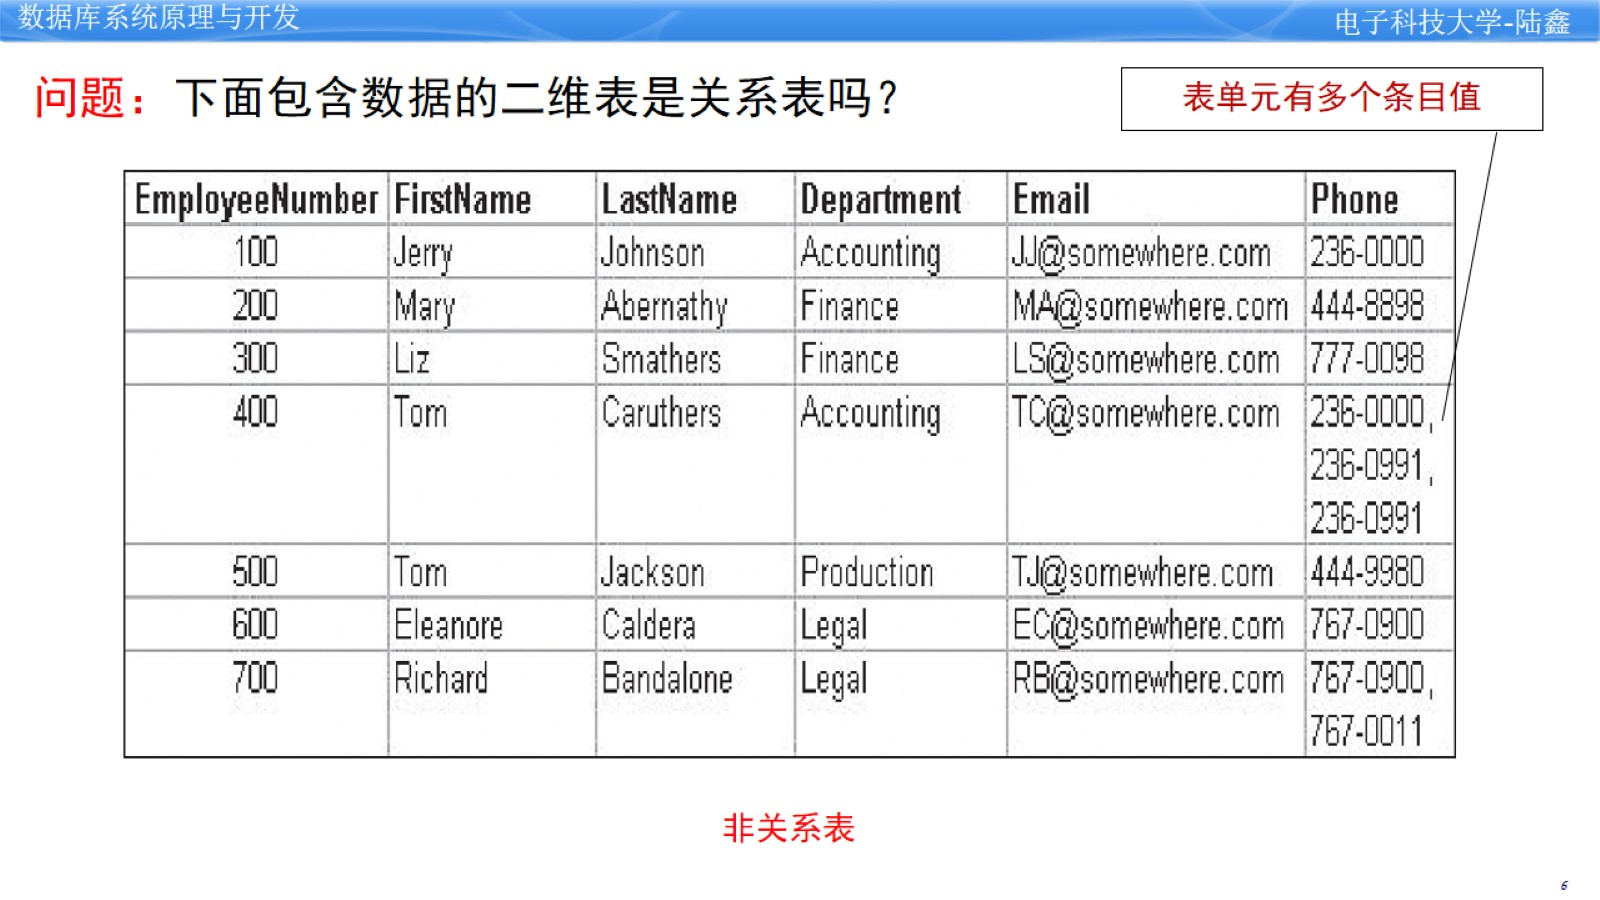 数据库系统原理与开发
电子科技大学-陆鑫
问题：下面包含数据的二维表是关系表吗？
表单元有多个条目值
EmployeeNumber FirstName LastName Department Email Phone
100 Jerry Johnson Accounting JJ@somewhere.com 236-0000
200 Mary Abernathy Finance MA@somewhere.com 444-8898
300 Liz Smathers Finance LS@somewhere.com 777-0098
400 Tom Caruthers Accounting TC@somewhere.com 236-0000,
236-0991,
236-0991
500 Tom Jackson Production TJ@somewhere.com 444-9980
600 Eleanore Caldera Legal EC@somewhere.com 767-0900
700 Richard Bandalone Legal RB@somewhere.com 767-0900,
767-0011
非关系表
6